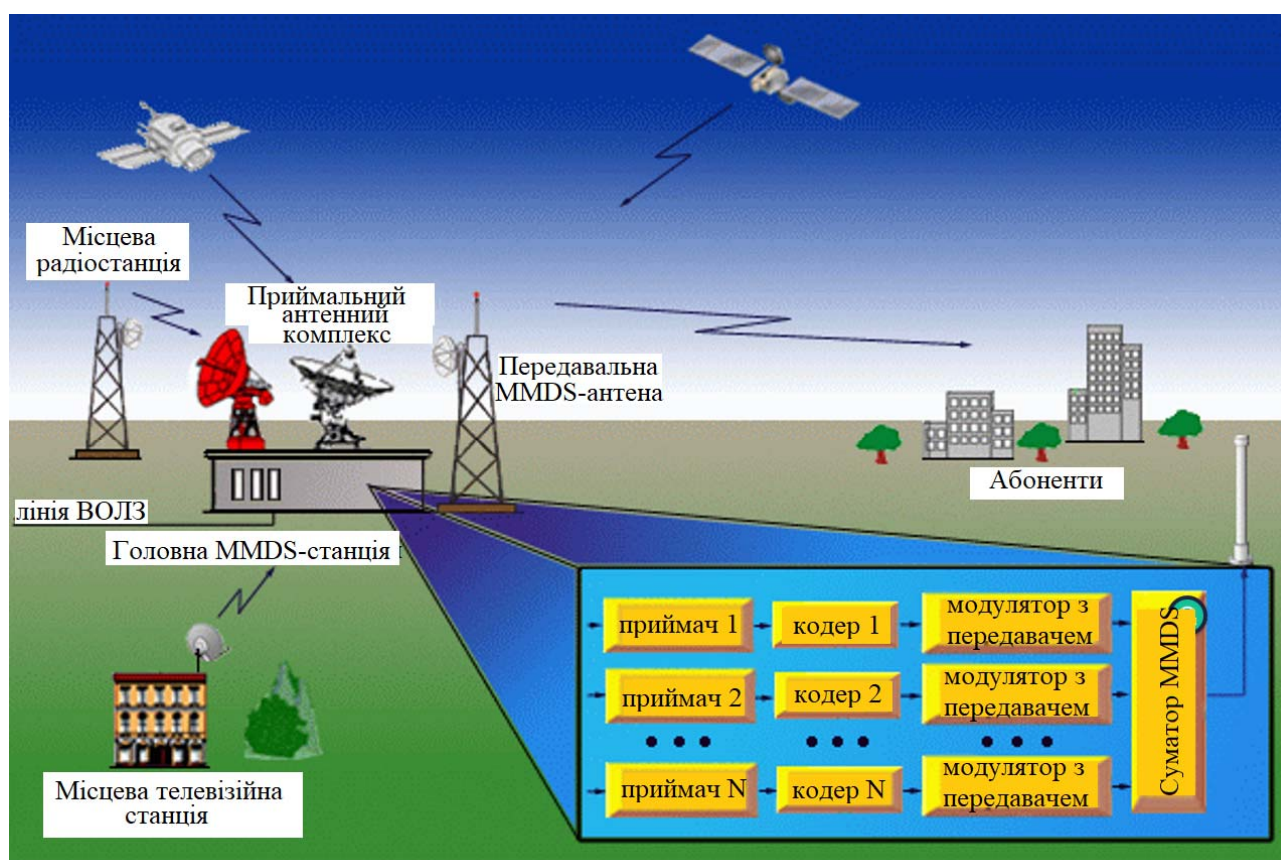 Місцева
радіостанція
Приймальний
антенний
комплекс
Передавальна
MMDS-антена
Абоненти
лінія ВОЛЗ
Головна MMDS-станція
приймач 1
кодер 1
модулятор з
передавачем
приймач 2
кодер 2
модулятор з
передавачем
приймач N
кодер N
модулятор з
передавачем
Суматор MMDS
Місцева телевізійна
станція